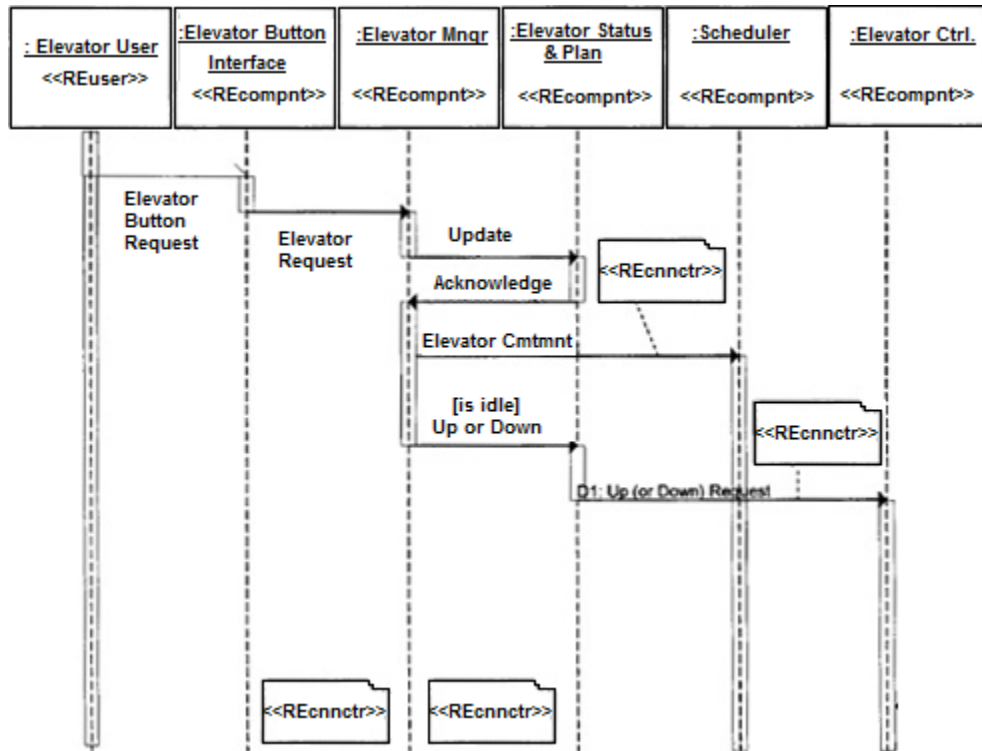 : Elevator User
<<REuser>>
:Elevator Button
Interface
<<REcompnt>>
:Elevator Mnqr
<<REcompnt>>
:Elevator Status
& Plan
<<REcompnt>>
:Scheduler
<<REcompnt>>
:Elevator Ctrl.
<<REcompnt>>
Elevator
Button
Request
Elevator
Request
Update
<<REcnnctr>>
Acknowledge
Elevator Cmtmnt
[is idle]
Up or Down
<<REcnnctr>>
D1: Up (or Down) Request
<<REcnnctr>>
<<REcnnctr>>